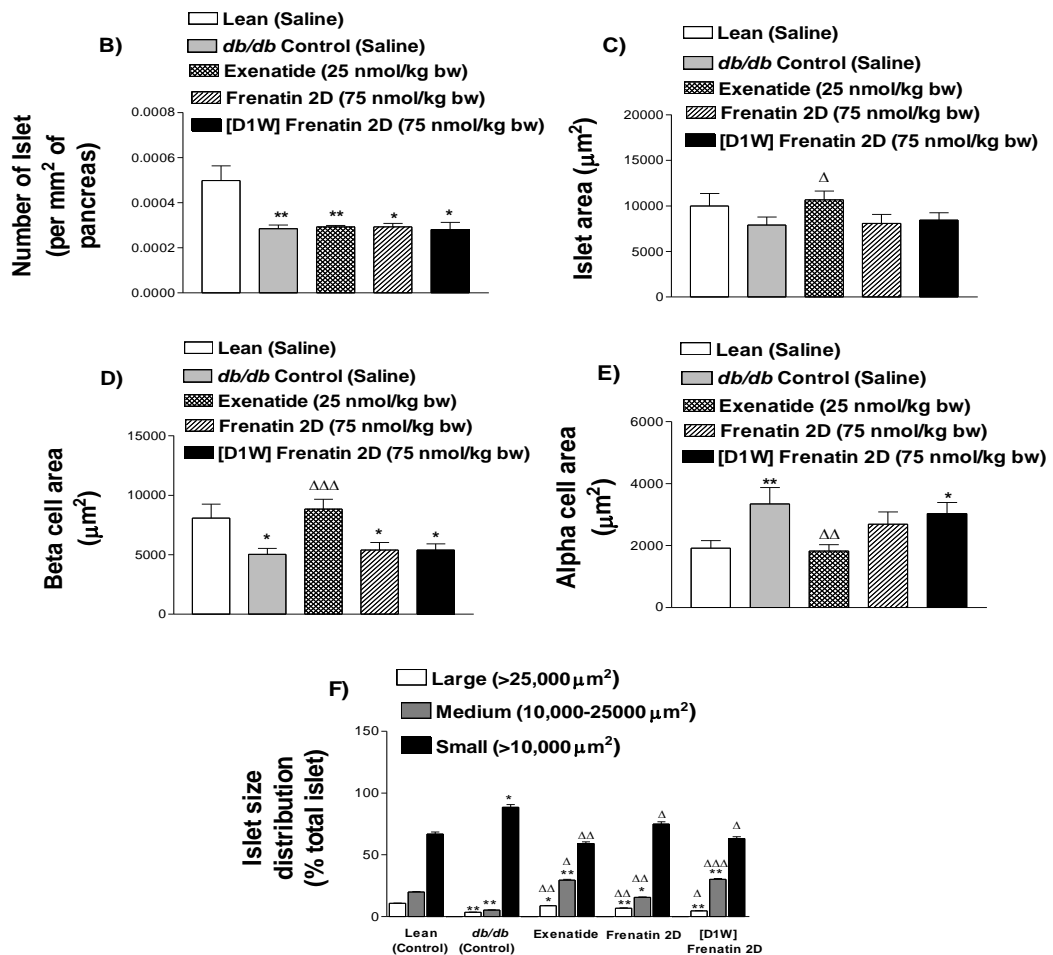 B)
Lean (Saline)
db/db Control (Saline)
Exenatide (25 nmol/kg bw)
Frenatin 2D (75 nmol/kg bw)
[D1W] Frenatin 2D (75 nmol/kg bw)
Number of Islet
(per mm² of
pancreas
0.0008
0.0006
0.0004
0.0002
0.0000
** ** * *
C)
Lean (Saline)
db/db Control (Saline)
Exenatide (25 nmol/kg bw)
Frenatin 2D (75 nmol/kg bw)
[D1W] Frenatin 2D (75 nmol/kg bw)
Islet area (μm²)
20000
15000
10000
5000
0
Δ
D)
Lean (Saline)
db/db Control (Saline)
Exenatide (25 nmol/kg bw)
Frenatin 2D (75 nmol/kg bw)
[D1W] Frenatin 2D (75 nmol/kg bw)
Beta cell area
(μm²)
15000
10000
5000
0
* ΔΔΔ * *
E)
Lean (Saline)
db/db Control (Saline)
Exenatide (25 nmol/kg bw)
Frenatin 2D (75 nmol/kg bw)
[D1W] Frenatin 2D (75 nmol/kg bw)
Alpha cell area
(μm²)
6000
4000
2000
0
** ΔΔ *
F)
Large (>25,000 μm²)
Medium (10,000-25000 μm²)
Small (>10,000 μm²)
Islet size
distribution
(% total islet)
150
100
50
0
** ** *
ΔΔ Δ ΔΔ
* **
ΔΔ ΔΔ Δ
** *
Δ ΔΔΔ Δ
** **
Lean
(Control)
db/db
(Control)
Exenatide
Frenatin 2D
[D1W]
Frenatin 2D